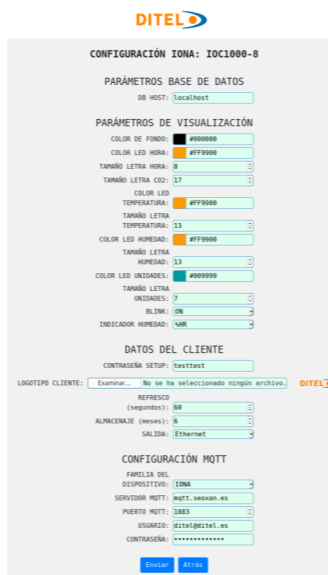 DITEL
CONFIGURACIÓN IONA: IOC1000-8
PARÁMETROS BASE DE DATOS
DB HOST: localhost
PARÁMETROS DE VISUALIZACIÓN
COLOR DE FONDO: #000000
COLOR LED HORA: #FF9900
TAMAÑO LETRA HORA: 8
TAMAÑO LETRA CO2: 17
COLOR LED
TEMPERATURA: #FF9900
TAMAÑO LETRA
TEMPERATURA: 13
COLOR LED HUMEDAD: #FF9900
TAMAÑO LETRA
HUMEDAD: 13
COLOR LED UNIDADES: #009999
TAMAÑO LETRA
UNIDADES: 7
BLINK: ON
INDICADOR HUMEDAD: %HR
DATOS DEL CLIENTE
CONTRASEÑA SETUP: testtest
LOGOTIPO CLIENTE: Examinar... No se ha seleccionado ningún archivo. DITEL
REFRESCO
(segundos): 60
ALMACENAJE (meses): 6
SALIDA: Ethernet
CONFIGURACIÓN MQTT
FAMILIA DEL
DISPOSITIVO: IONA
SERVIDOR MQTT: mqtt.seoxan.es
PUERTO MQTT: 1883
USUARIO: ditel@ditel.es
CONTRASEÑA: •••••••••••••
Enviar Atrás